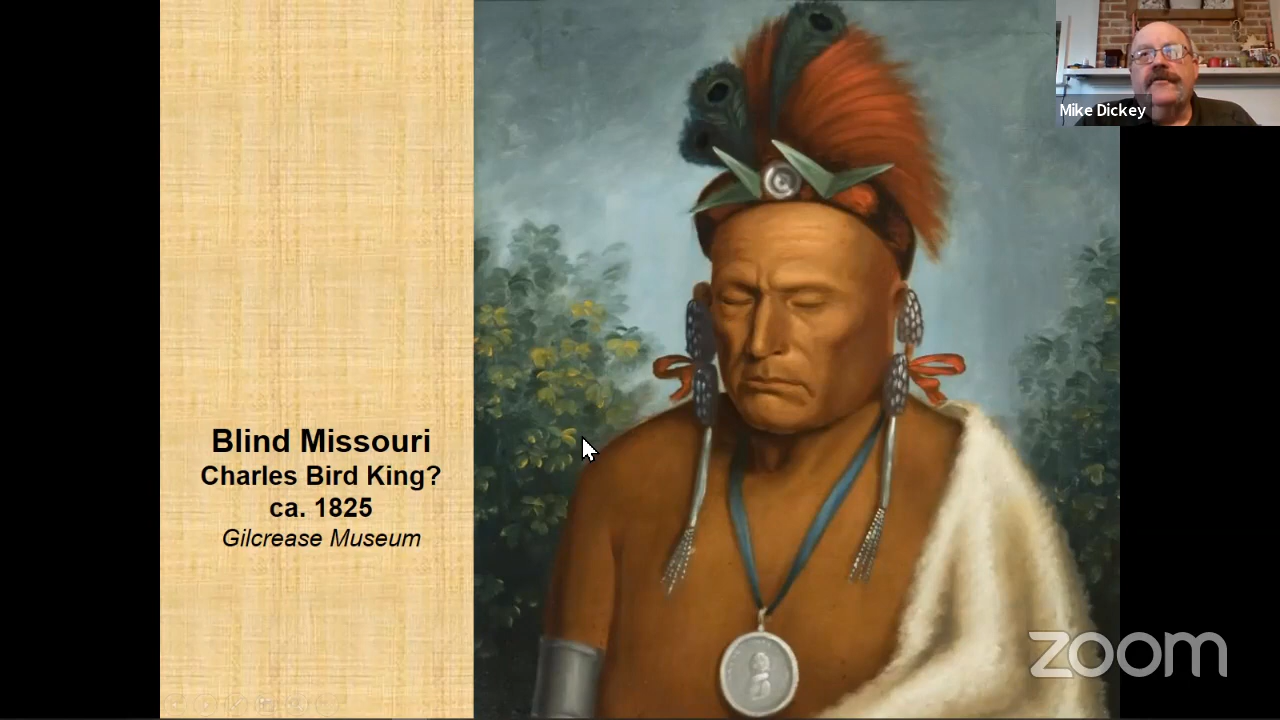 Blind Missouri
Charles Bird King?
ca. 1825
Gilcrease Museum
Mike Dickey
zoom